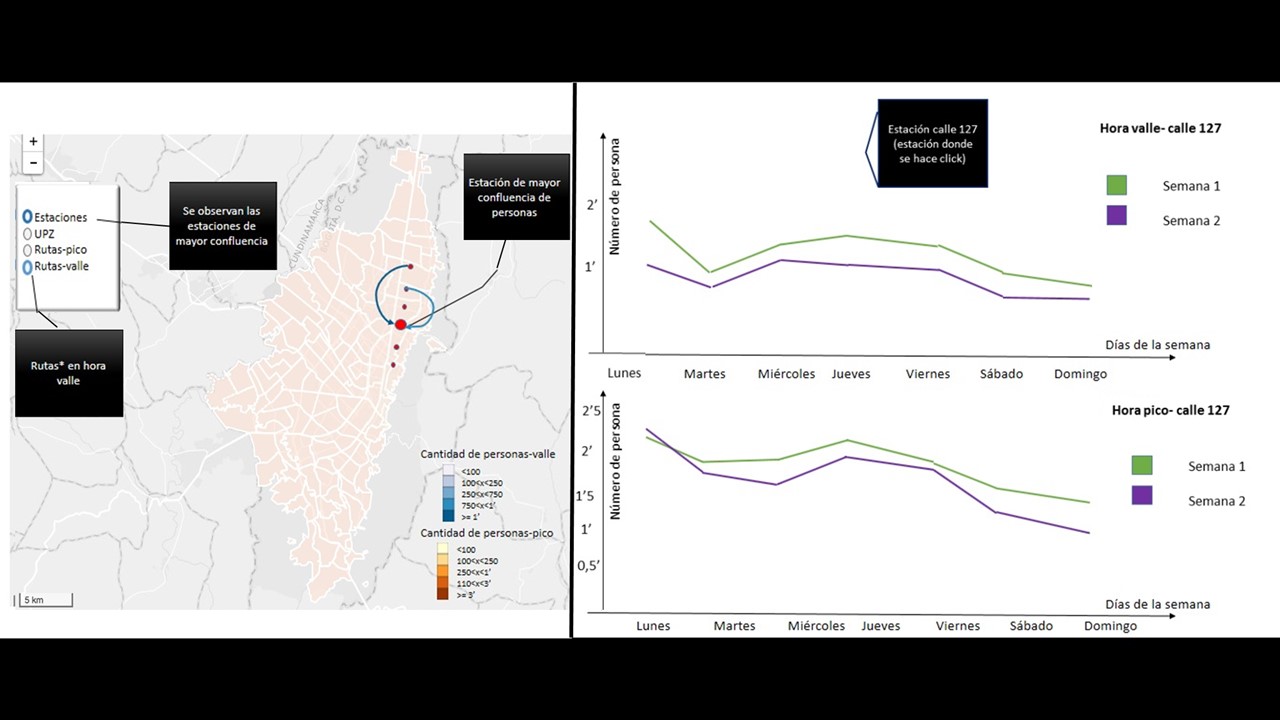 +
−
Estaciones
UPZ
Rutas-pico
Rutas-valle
Se observan las
estaciones de
mayor confluencia
Estación de mayor
confluencia de
personas
Rutas* en hora
valle
Cantidad de personas-valle
<100
100<x<250
250<x<750
750<x<1'
>= 1'
Cantidad de personas-pico
<100
100<x<250
250<x<1'
110<x<3'
>= 3'
5 km
Estación calle 127
(estación donde
se hace click)
Hora valle- calle 127
Semana 1
Semana 2
Número de persona
2'
1'
Días de la semana
Lunes Martes Miércoles Jueves Viernes Sábado Domingo
Hora pico- calle 127
Semana 1
Semana 2
Número de persona
2'5
2'
1'5
1'
0,5'
Días de la semana
Lunes Martes Miércoles Jueves Viernes Sábado Domingo